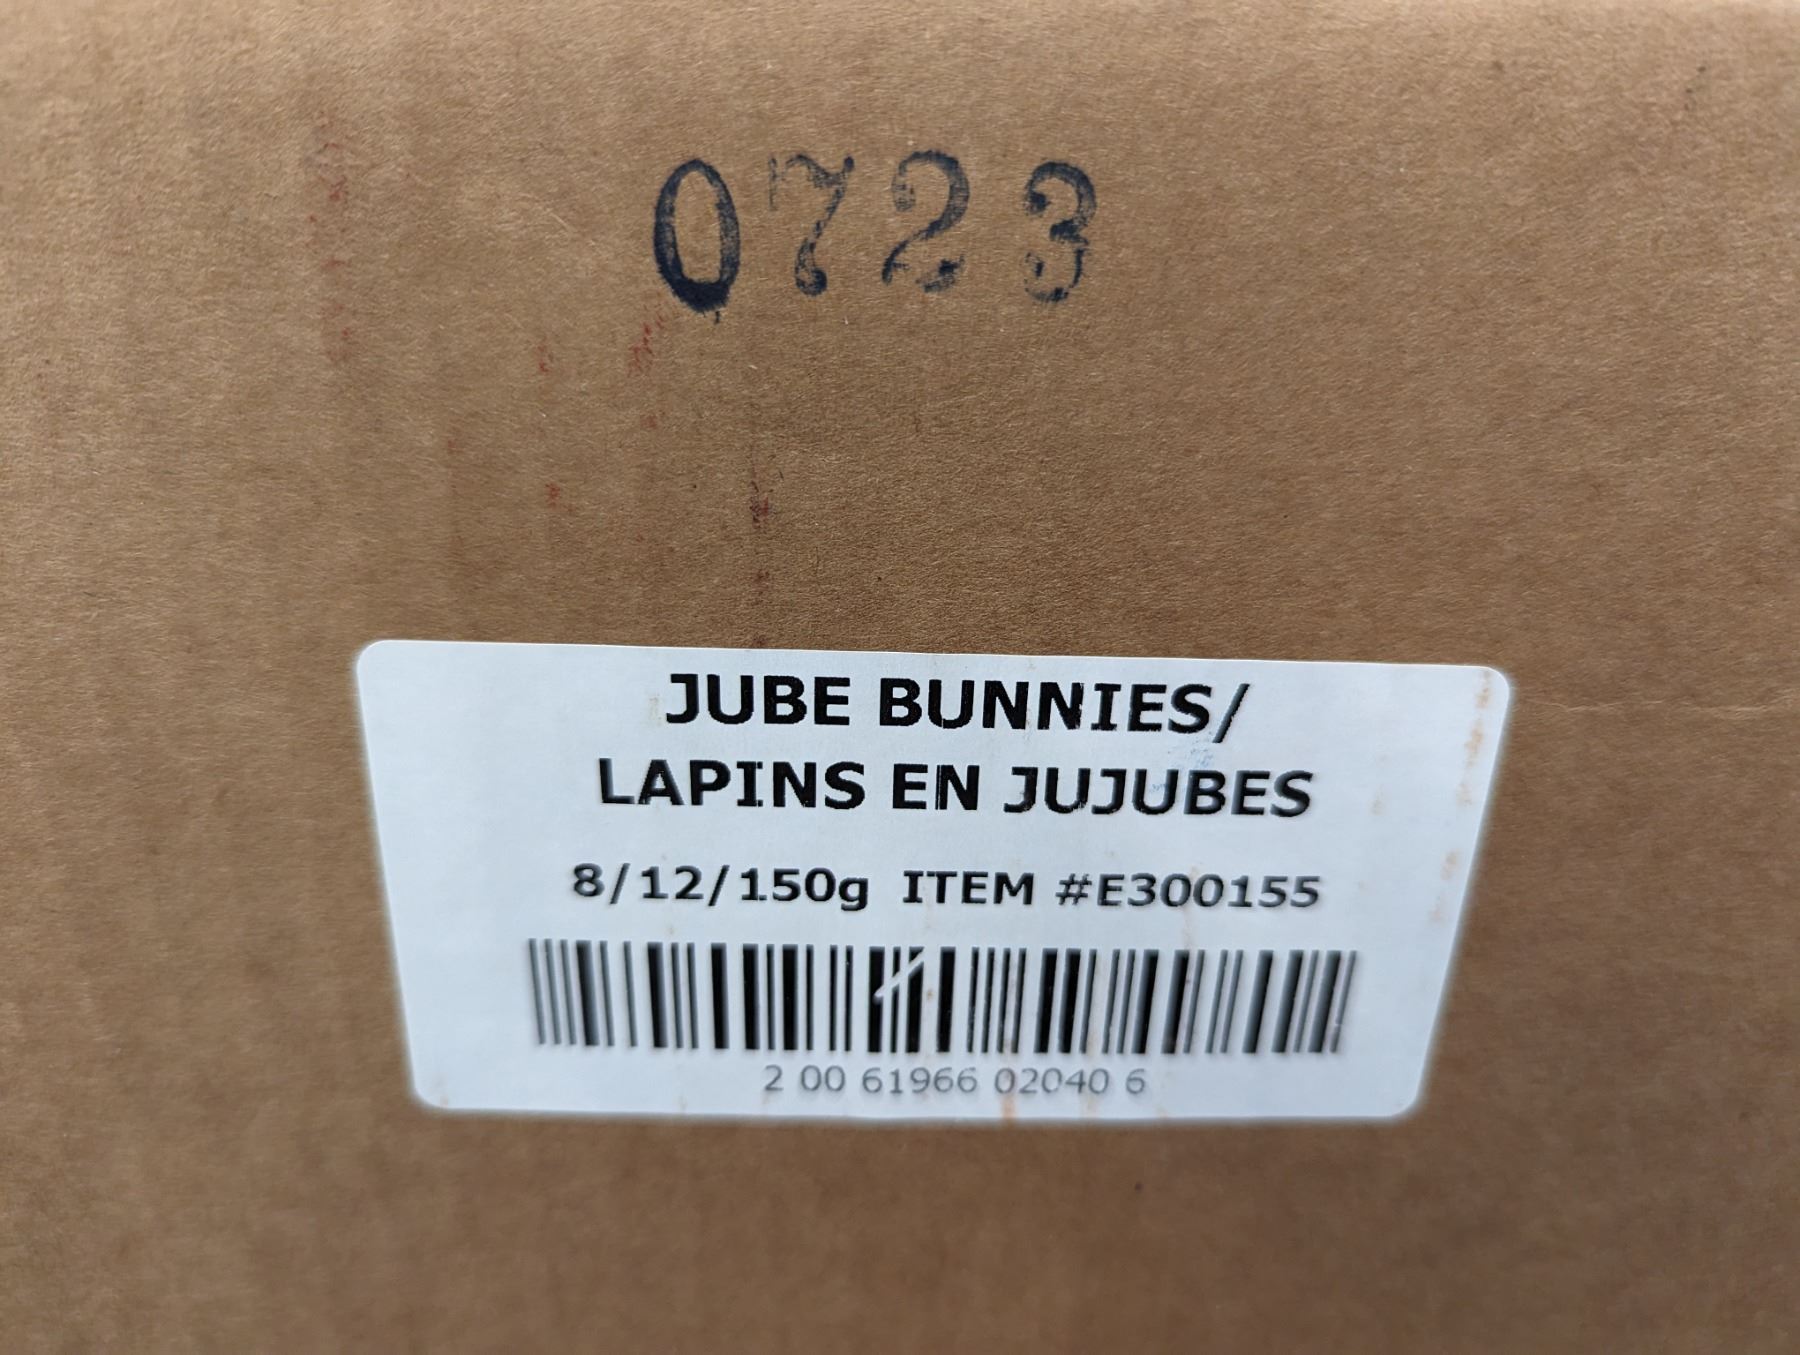 0723
JUBE BUNNIES/
LAPINS EN JUJUBES
8/12/150g ITEM #E300155
2 00 61966 02040 6